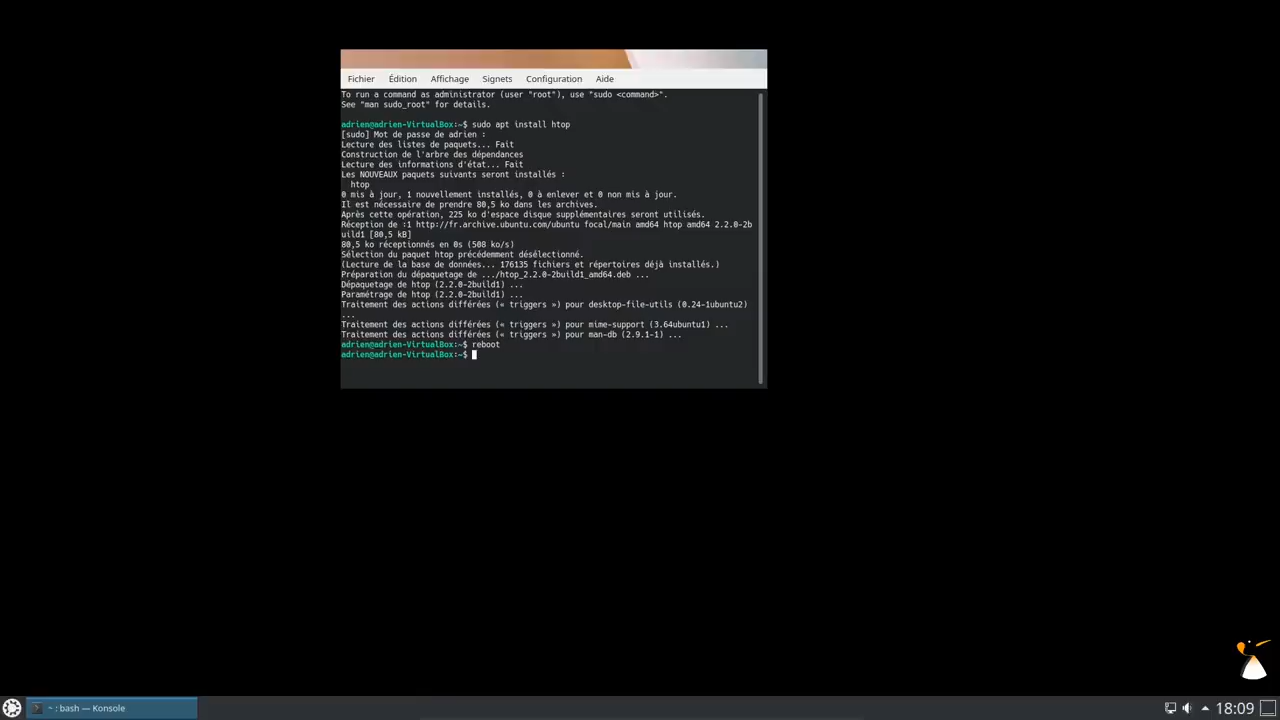 Fichier Édition Affichage Signets Configuration Aide
To run a command as administrator (user "root"), use "sudo <command>".
See "man sudo_root" for details.
adrien@adrien-VirtualBox:~$ sudo apt install htop
[sudo] Mot de passe de adrien :
Lecture des listes de paquets... Fait
Construction de l'arbre des dépendances
Lecture des informations d'état... Fait
Les NOUVEAUX paquets suivants seront installés :
htop
0 mis à jour, 1 nouvellement installés, 0 à enlever et 0 non mis à jour.
Il est nécessaire de prendre 80,5 ko dans les archives.
Après cette opération, 225 ko d'espace disque supplémentaires seront utilisés.
Réception de :1 http://fr.archive.ubuntu.com/ubuntu focal/main amd64 htop amd64 2.2.0-2b
uild1 [80,5 kB]
80,5 ko réceptionnés en 0s (508 ko/s)
Sélection du paquet htop précédemment désélectionné.
(Lecture de la base de données... 176135 fichiers et répertoires déjà installés.)
Préparation du dépaquetage de .../htop_2.2.0-2build1_amd64.deb ...
Dépaquetage de htop (2.2.0-2build1) ...
Paramétrage de htop (2.2.0-2build1) ...
Traitement des actions différées (« triggers ») pour desktop-file-utils (0.24-1ubuntu2)
...
Traitement des actions différées (« triggers ») pour mime-support (3.64ubuntu1) ...
Traitement des actions différées (« triggers ») pour man-db (2.9.1-1) ...
adrien@adrien-VirtualBox:~$ reboot
adrien@adrien-VirtualBox:~$
~ : bash — Konsole
18:09